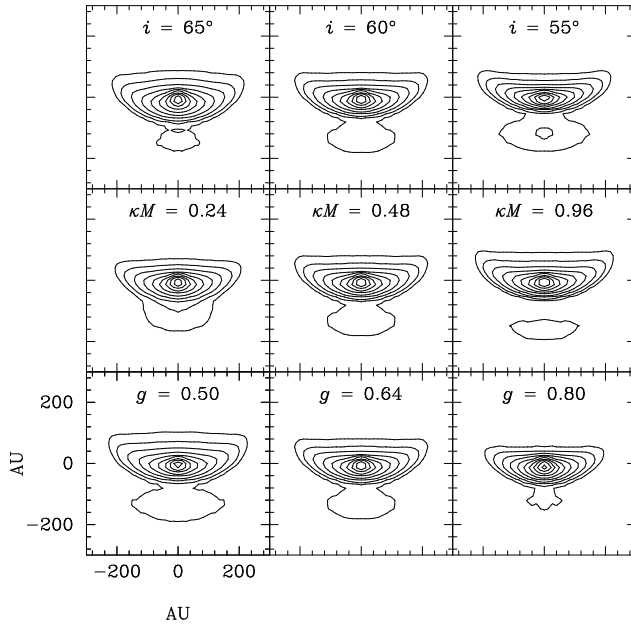 i = 65°
i = 60°
i = 55°
κM = 0.24
κM = 0.48
κM = 0.96
g = 0.50
g = 0.64
g = 0.80
200
0
−200
AU
−200 0 200
AU